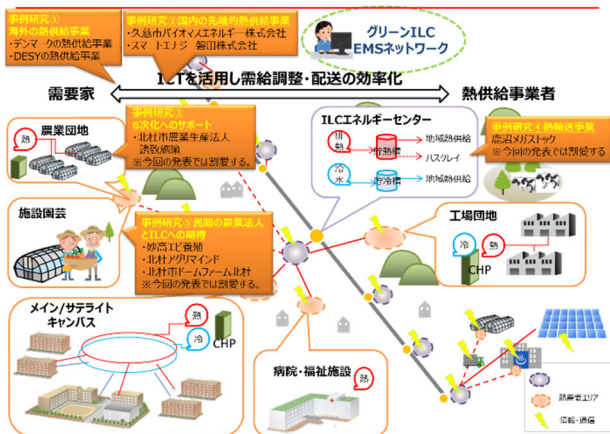 事例研究①
海外の熱供給事業
・デンマークの熱供給事業
・DESYの熱供給事業
事例研究②国内の先端的熱供給事業
・久慈市バイオマスエネルギー株式会社
・スマートエナジー磐田株式会社
グリーンILC
EMSネットワーク
ICTを活用し需給調整・配送の効率化
需要家
熱供給事業者
農業団地
熱
事例研究③
6次化へのサポート
・北杜市農業生産法人
誘致施策
※今回の発表では割愛する。
ILCエネルギーセンター
排熱
貯熱槽
地域熱供給
ハスクレイ
冷水
貯冷槽
地域熱供給
事例研究④熱輸送事業
鹿沼メガストック
※今回の発表では割愛する
施設園芸
事例研究⑤民間の農業法人
とILCへの期待
・妙高エビ養殖
・北杜アグリマインド
・北杜市ドームファーム北杜
※今回の発表では割愛する。
工場団地
冷
熱
CHP
メイン/サテライト
キャンパス
熱
冷
CHP
病院・福祉施設
熱
熱需要エリア
情報・通信